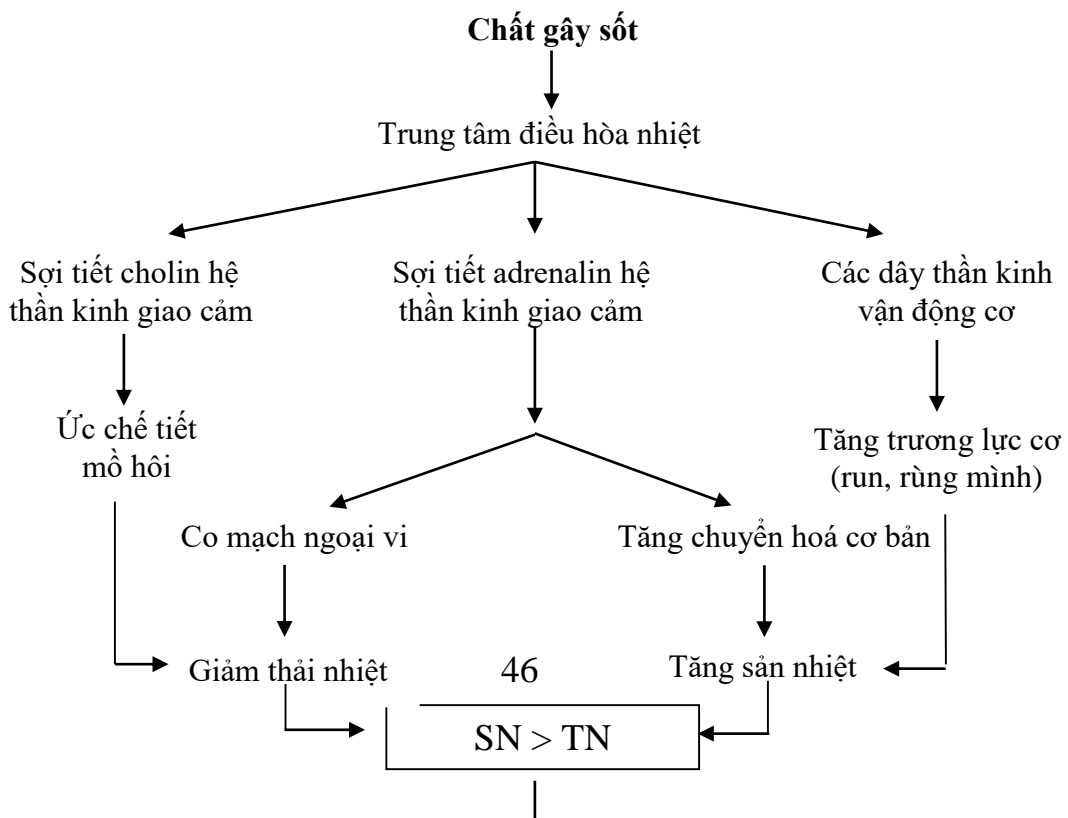 Chất gây sốt
Trung tâm điều hòa nhiệt
Sợi tiết cholin hệ
thần kinh giao cảm
Sợi tiết adrenalin hệ
thần kinh giao cảm
Các dây thần kinh
vận động cơ
Ức chế tiết
mồ hôi
Tăng trương lực cơ
(run, rùng mình)
Co mạch ngoại vi
Tăng chuyển hoá cơ bản
Giảm thải nhiệt
46
Tăng sản nhiệt
SN > TN